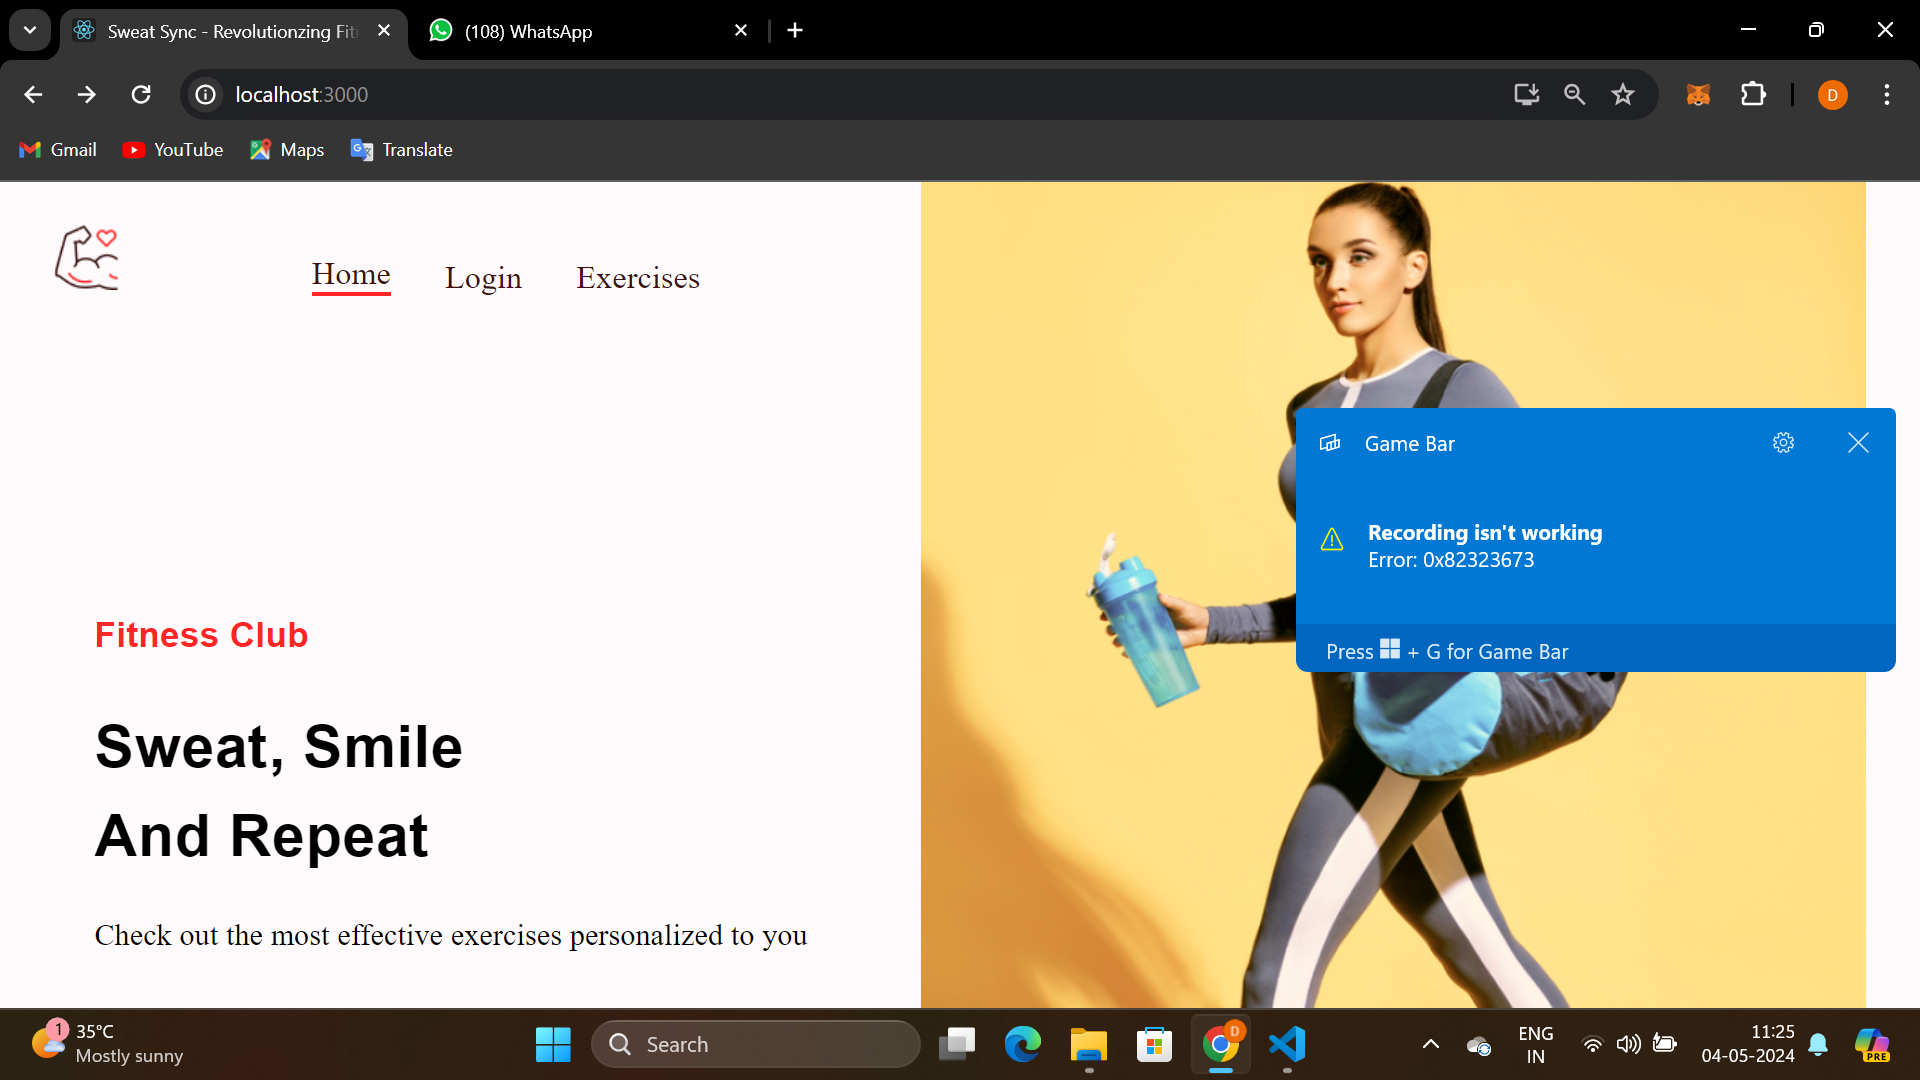 Sweat Sync - Revolutionzing Fit
(108) WhatsApp
localhost:3000
D
Gmail
YouTube
Maps
Translate
Home
Login
Exercises
Fitness Club
Sweat, Smile
And Repeat
Check out the most effective exercises personalized to you
Game Bar
Recording isn't working
Error: 0x82323673
Press + G for Game Bar
1
35°C
Mostly sunny
Search
D
ENG
IN
11:25
04-05-2024
PRE